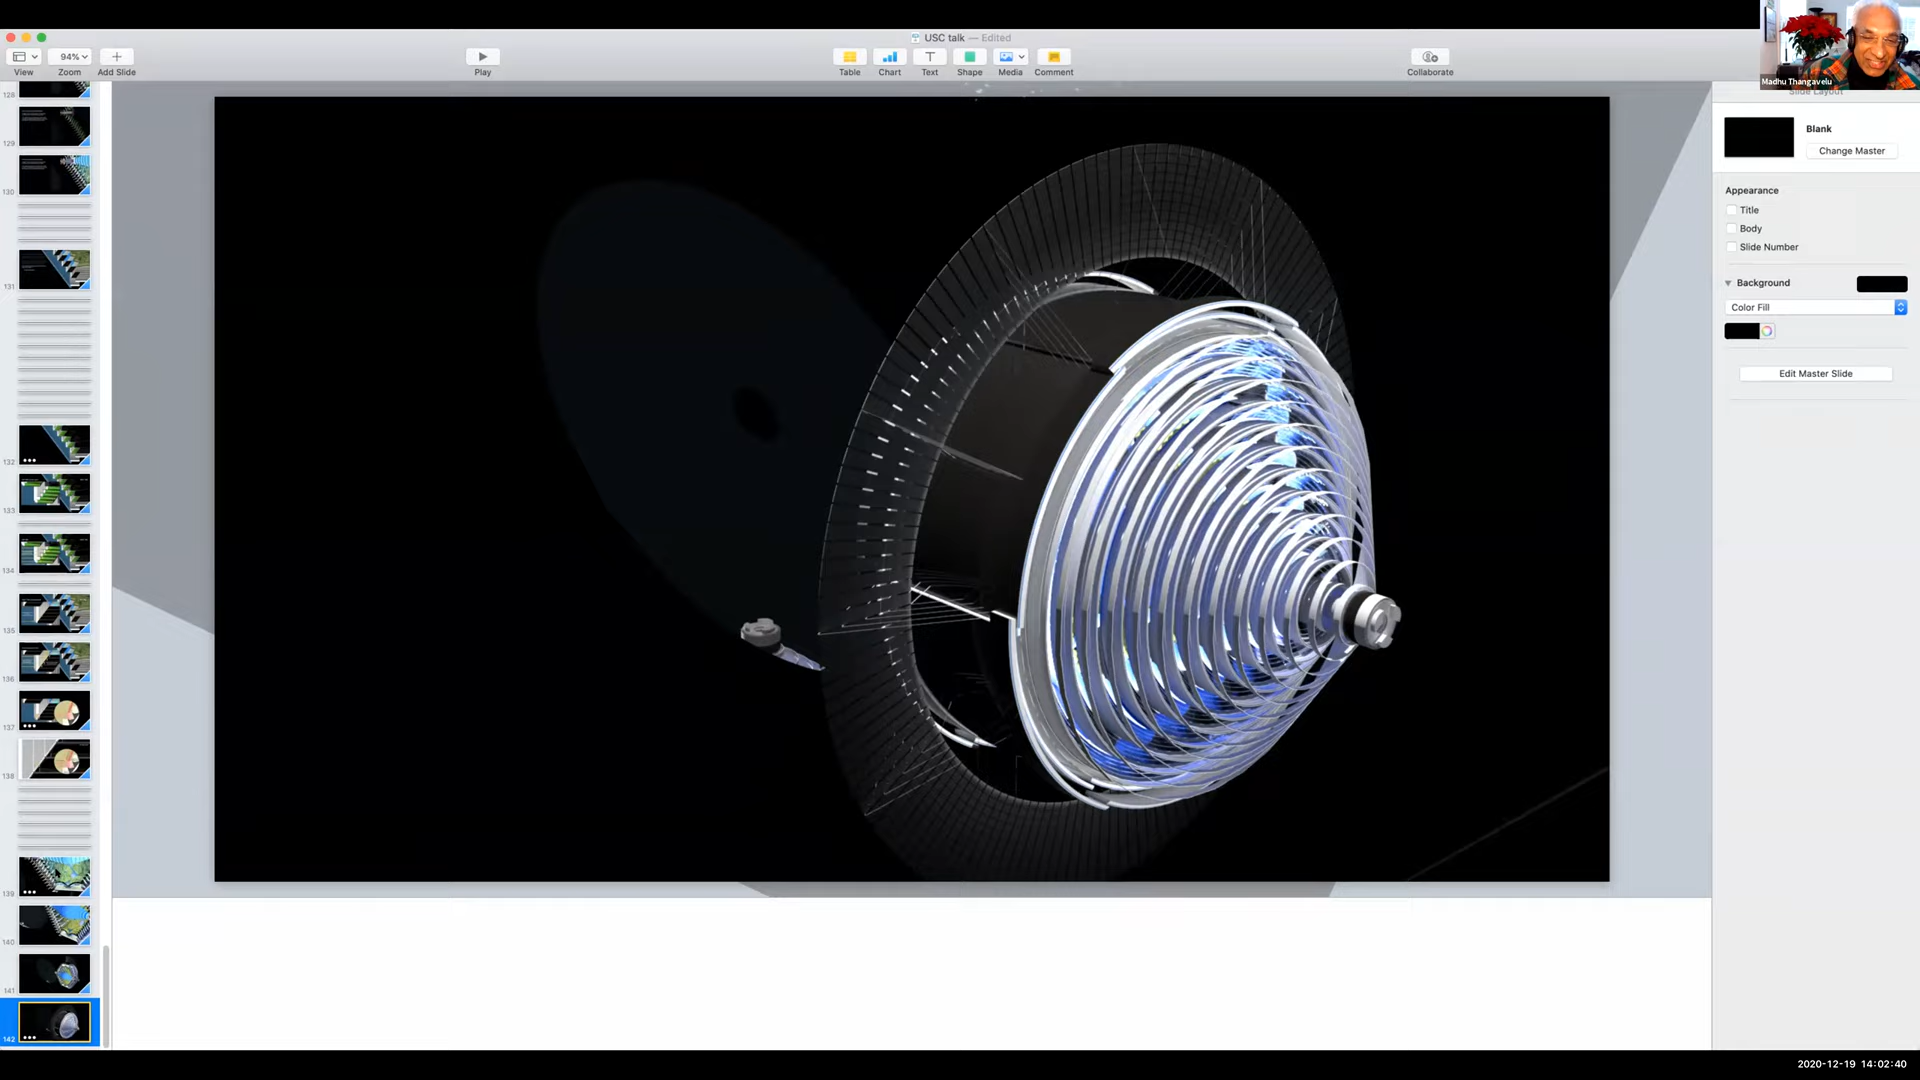 USC talk — Edited
94%
View
Zoom
Add Slide
Play
Table
Chart
Text
Shape
Media
Comment
Collaborate
Madhu Thangavelu
Slide Layout
Blank
Change Master
Appearance
Title
Body
Slide Number
Background
Color Fill
Edit Master Slide
128
129
130
131
132
133
134
135
136
137
138
139
140
141
142
2020-12-19 14:02:40